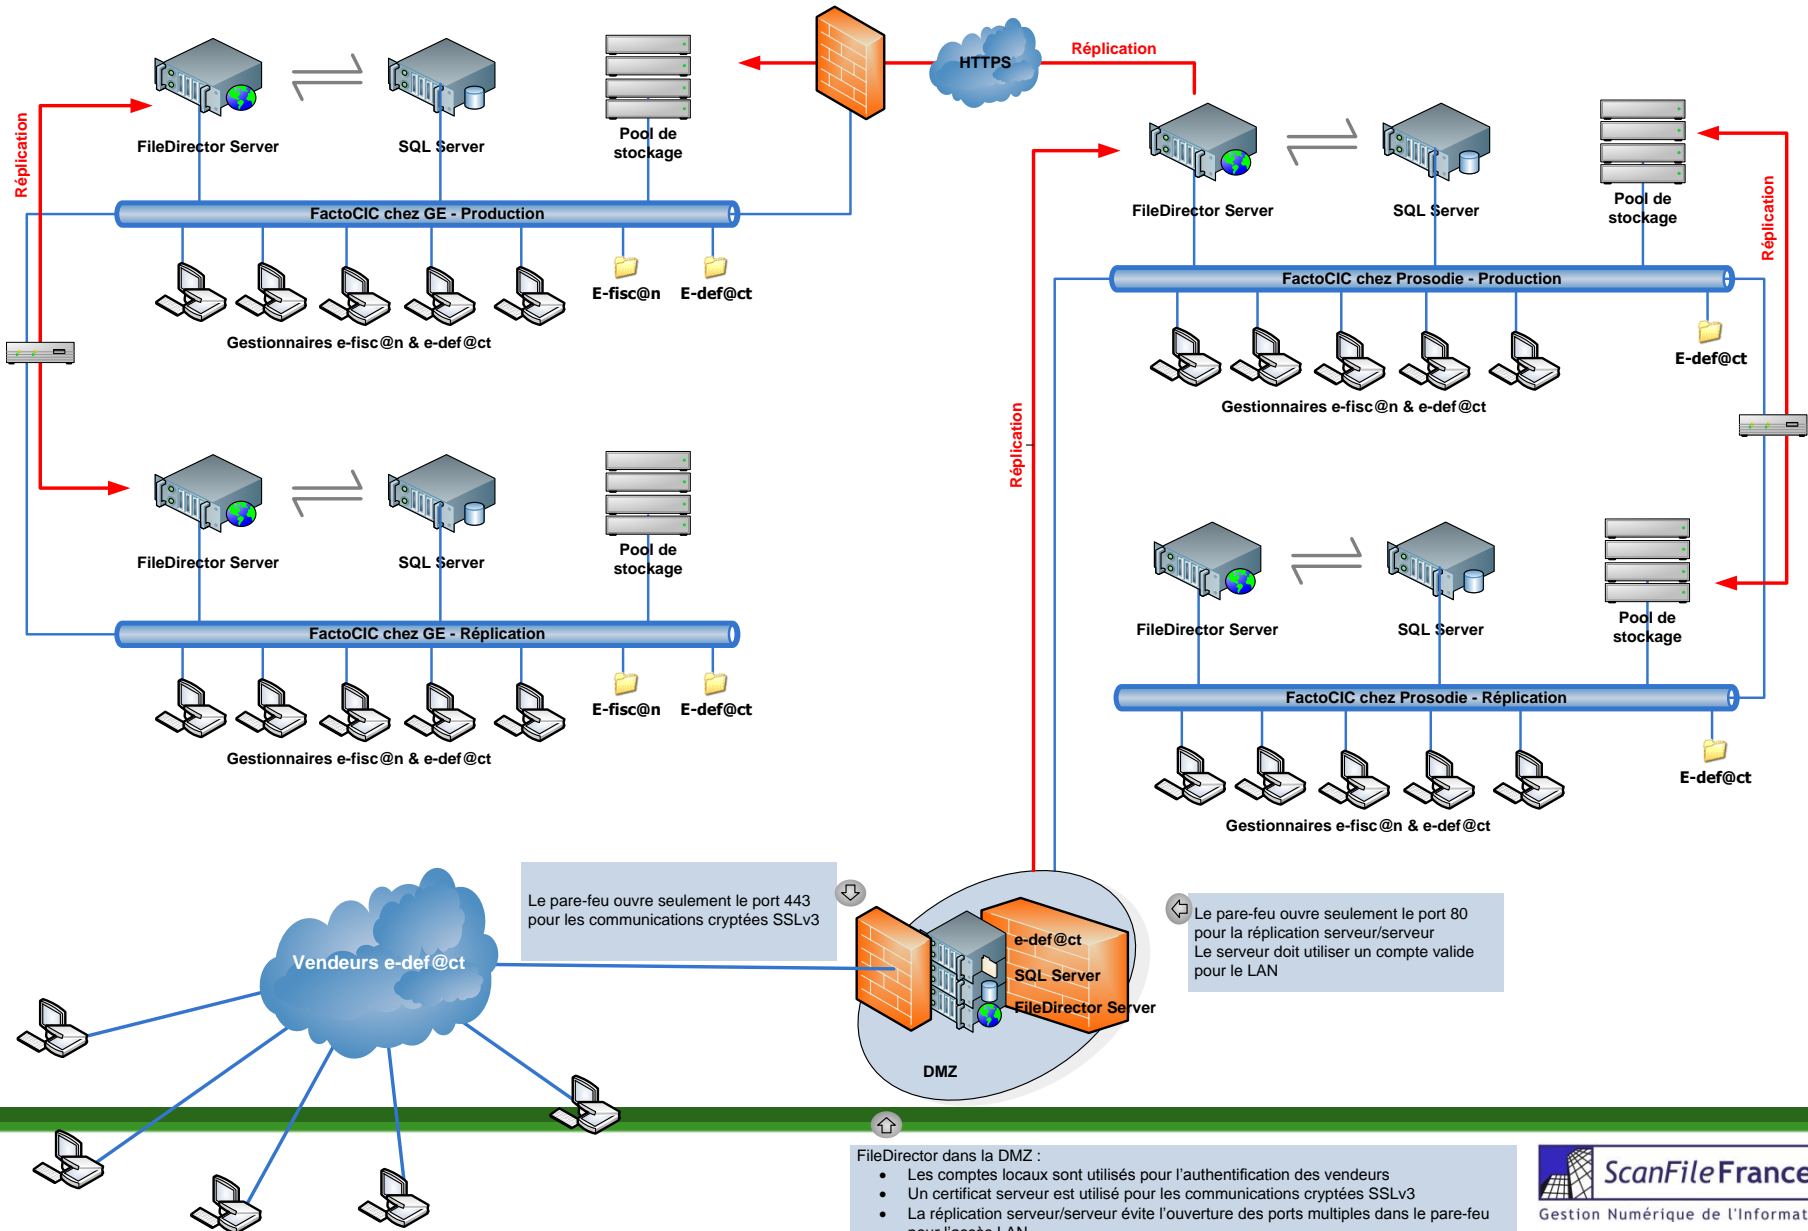 HTTPS
Réplication
Réplication
FileDirector Server
SQL Server
Pool de
stockage
FactoCIC chez GE - Production
E-fisc@n
E-def@ct
Gestionnaires e-fisc@n & e-def@ct
FileDirector Server
SQL Server
Pool de
stockage
FactoCIC chez GE - Réplication
E-fisc@n
E-def@ct
Gestionnaires e-fisc@n & e-def@ct
FileDirector Server
SQL Server
Pool de
stockage
Réplication
FactoCIC chez Prosodie - Production
E-def@ct
Gestionnaires e-fisc@n & e-def@ct
Réplication
FileDirector Server
SQL Server
Pool de
stockage
FactoCIC chez Prosodie - Réplication
E-def@ct
Gestionnaires e-fisc@n & e-def@ct
Le pare-feu ouvre seulement le port 443
pour les communications cryptées SSLv3
Vendeurs e-def@ct
e-def@ct
SQL Server
FileDirector Server
DMZ
Le pare-feu ouvre seulement le port 80
pour la réplication serveur/serveur
Le serveur doit utiliser un compte valide
pour le LAN
FileDirector dans la DMZ :
• Les comptes locaux sont utilisés pour l'authentification des vendeurs
• Un certificat serveur est utilisé pour les communications cryptées SSLv3
• La réplication serveur/serveur évite l'ouverture des ports multiples dans le pare-feu
pour l'accès LAN
ScanFileFrance
Gestion Numérique de l'Informat